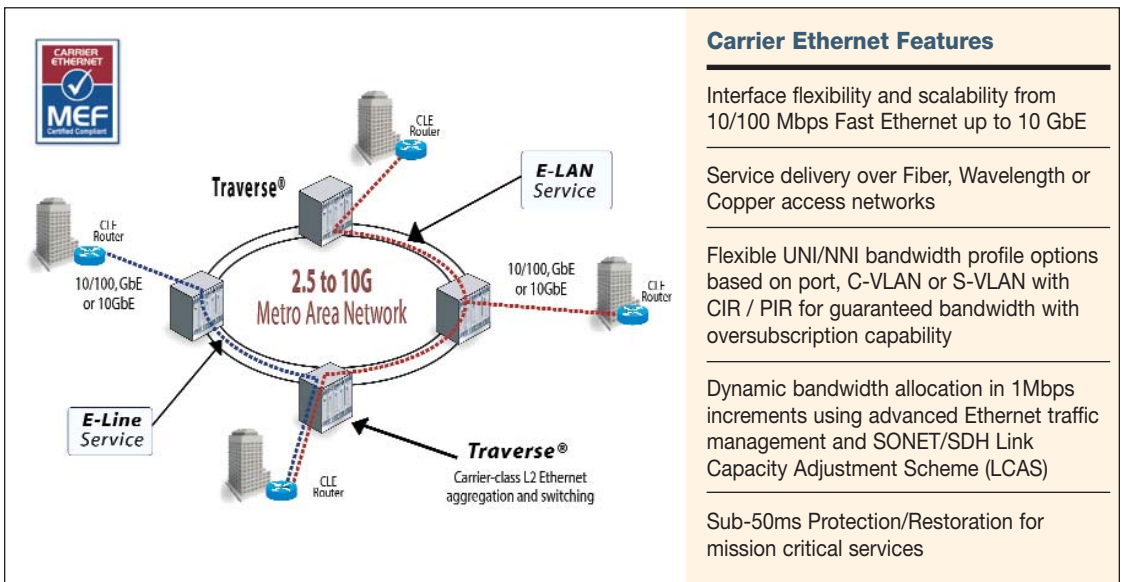 CARRIER
ETHERNET
MEF
Certified Compliant
CLE
Router
Traverse®
E-LAN
Service
CLE
Router
10/100, GbE
or 10GbE
2.5 to 10G
Metro Area Network
10/100, GbE
or 10GbE
CLE
Router
E-Line
Service
CLE
Router
Traverse®
Carrier-class L2 Ethernet
aggregation and switching
Carrier Ethernet Features
Interface flexibility and scalability from
10/100 Mbps Fast Ethernet up to 10 GbE
Service delivery over Fiber, Wavelength or
Copper access networks
Flexible UNI/NNI bandwidth profile options
based on port, C-VLAN or S-VLAN with
CIR / PIR for guaranteed bandwidth with
oversubscription capability
Dynamic bandwidth allocation in 1Mbps
increments using advanced Ethernet traffic
management and SONET/SDH Link
Capacity Adjustment Scheme (LCAS)
Sub-50ms Protection/Restoration for
mission critical services